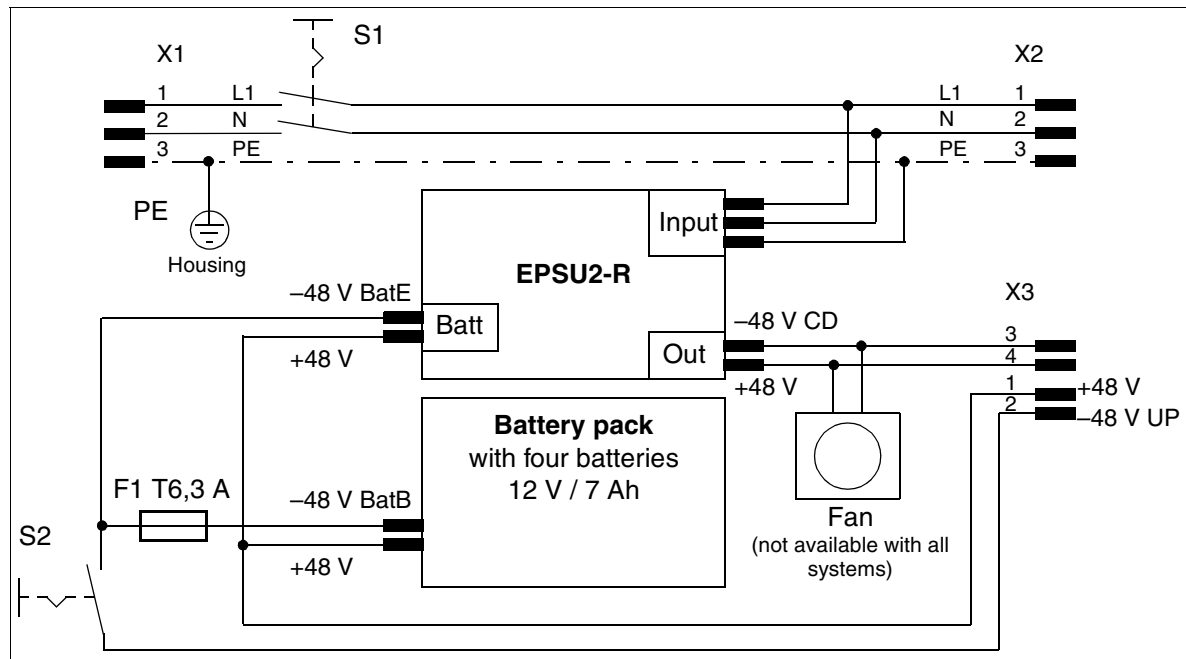 S1
X1
X2
1
L1
L1
1
2
N
N
2
3
PE
PE
3
PE
Housing
Input
EPSU2-R
–48 V BatE
Batt
+48 V
X3
–48 V CD
Out
+48 V
3
4
1
+48 V
2
–48 V UP
Battery pack
with four batteries
12 V / 7 Ah
F1 T6,3 A
–48 V BatB
+48 V
S2
Fan
(not available with all
systems)